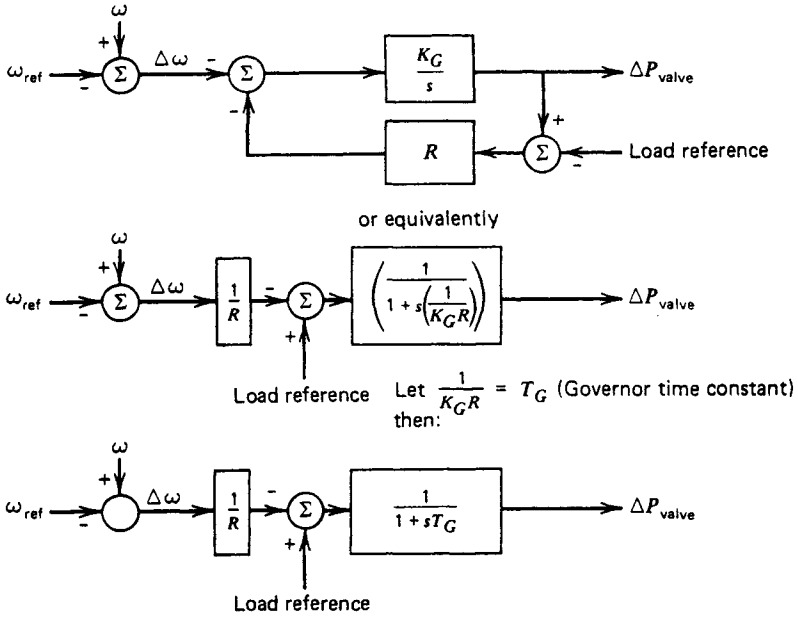 ω
+
ω_ref
-
Σ
Δω
-
Σ
-
K_G
s
ΔP_valve
R
+
Σ
-
Load reference
or equivalently
ω
+
ω_ref
-
Σ
Δω
1
R
-
Σ
+
Load reference
( 1
1 + s( 1
K_G R ) )
ΔP_valve
Let 1/K_G R = T_G (Governor time constant)
then:
ω
+
ω_ref
-
Δω
1
R
-
Σ
+
Load reference
1
1 + sT_G
ΔP_valve